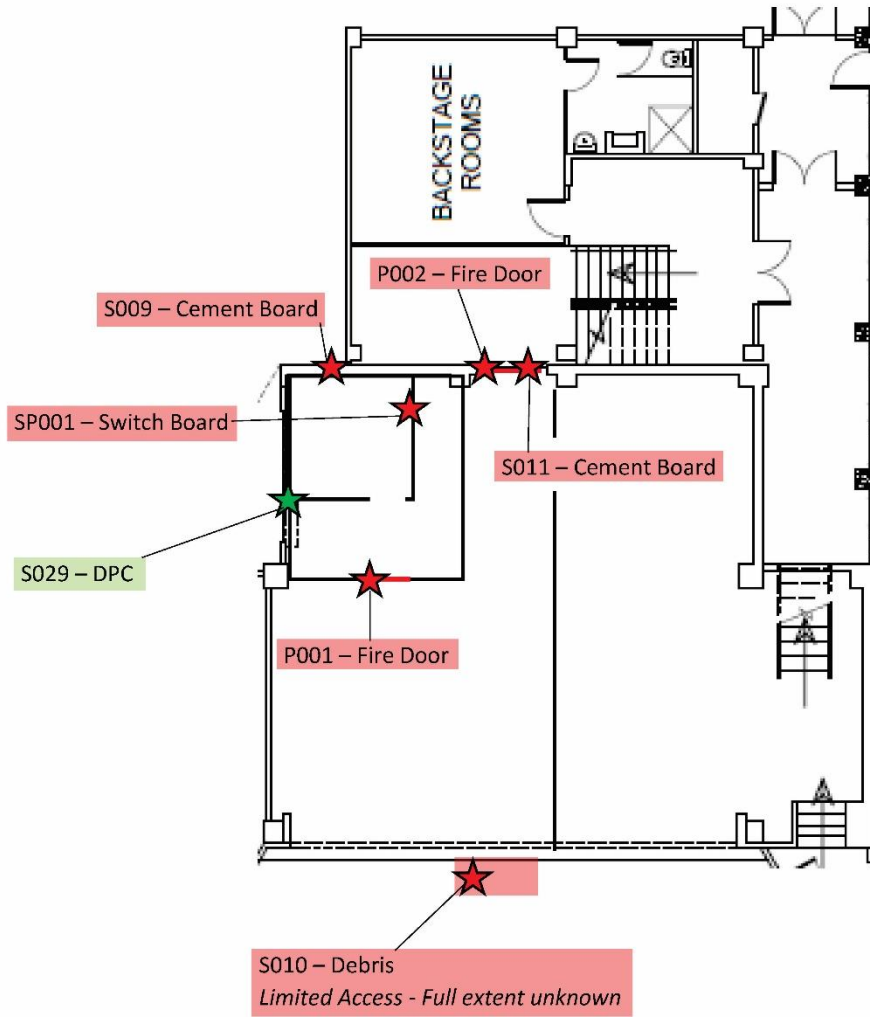 BACKSTAGE
ROOMS
P002 – Fire Door
S009 – Cement Board
SP001 – Switch Board
S011 – Cement Board
S029 – DPC
P001 – Fire Door
S010 – Debris
Limited Access - Full extent unknown